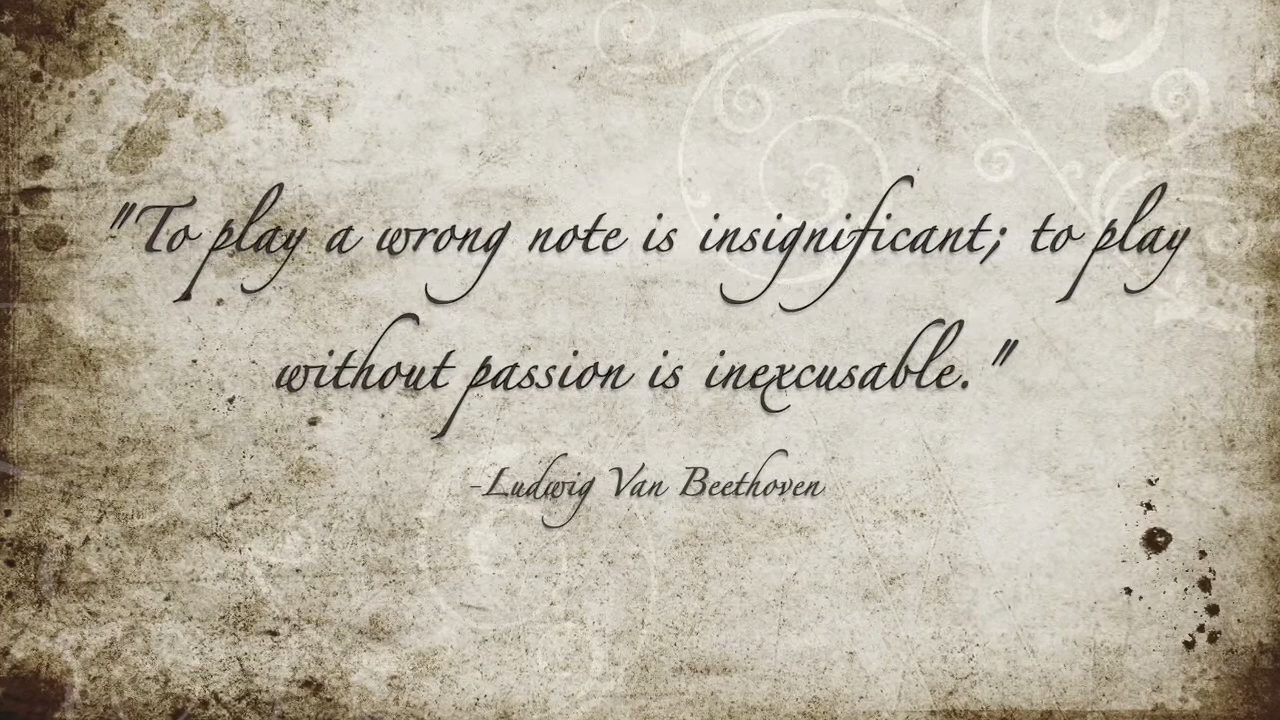 "To play a wrong note is insignificant; to play
without passion is inexcusable."
-Ludwig Van Beethoven